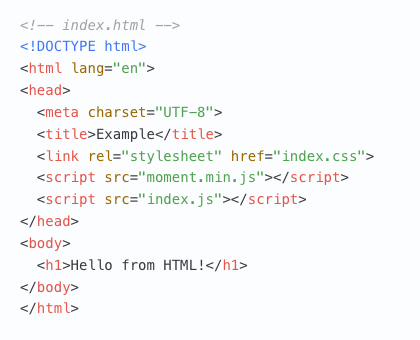 <!-- index.html -->
<!DOCTYPE html>
<html lang="en">
<head>
  <meta charset="UTF-8">
  <title>Example</title>
  <link rel="stylesheet" href="index.css">
  <script src="moment.min.js"></script>
  <script src="index.js"></script>
</head>
<body>
  <h1>Hello from HTML!</h1>
</body>
</html>